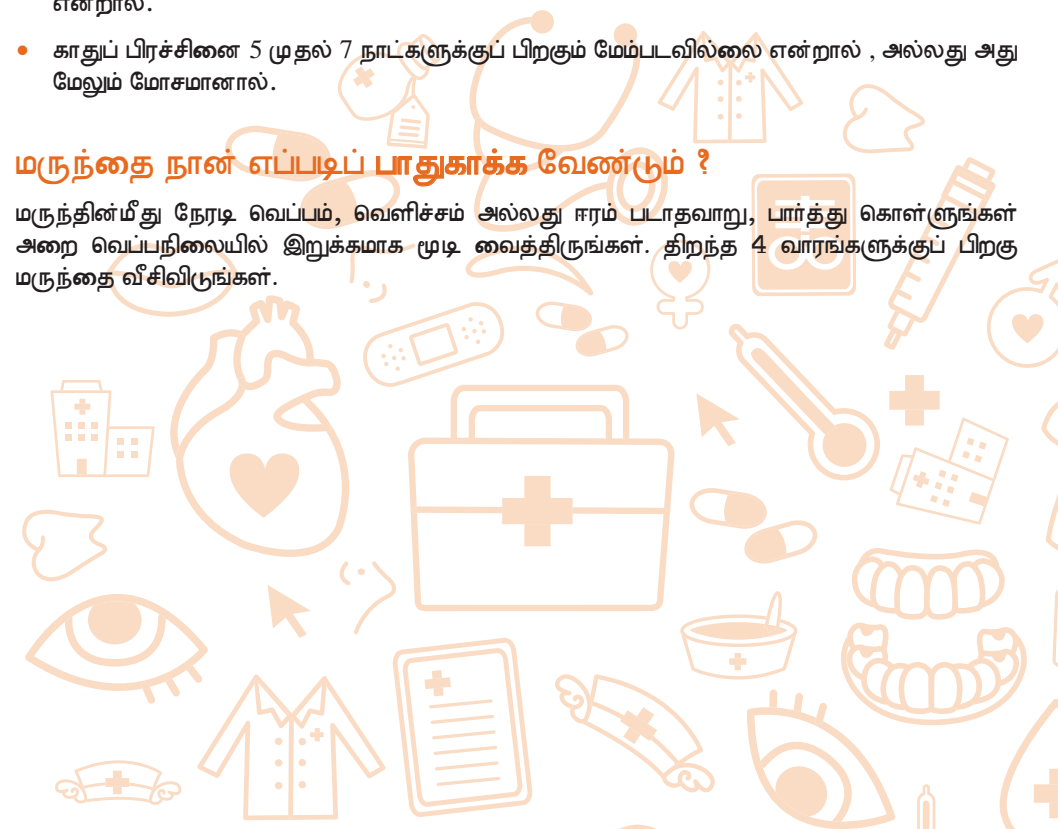 என்றால்.
• காதுப் பிரச்சினை 5 முதல் 7 நாட்களுக்குப் பிறகும் மேம்படவில்லை என்றால் , அல்லது அது
மேலும் மோசமானால்.
மருந்தை நான் எப்படிப் பாதுகாக்க வேண்டும் ?
மருந்தின்மீது நேரடி வெப்பம், வெளிச்சம் அல்லது ஈரம் படாதவாறு, பார்த்து கொள்ளுங்கள்
அறை வெப்பநிலையில் இறுக்கமாக மூடி வைத்திருங்கள். திறந்த 4 வாரங்களுக்குப் பிறகு
மருந்தை வீசிவிடுங்கள்.